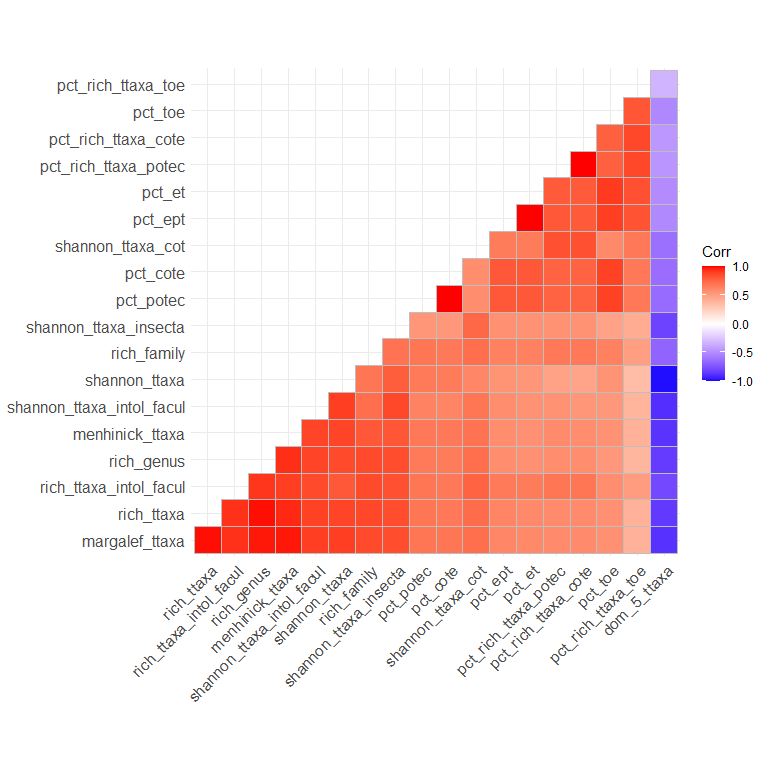 pct_rich_ttaxa_toe
pct_toe
pct_rich_ttaxa_cote
pct_rich_ttaxa_potec
pct_et
pct_ept
shannon_ttaxa_cot
pct_cote
pct_potec
shannon_ttaxa_insecta
rich_family
shannon_ttaxa
shannon_ttaxa_intol_facul
menhinick_ttaxa
rich_genus
rich_ttaxa_intol_facul
rich_ttaxa
margalef_ttaxa
rich_ttaxa
rich_ttaxa_intol_facul
rich_genus
menhinick_ttaxa
shannon_ttaxa_intol_facul
shannon_ttaxa
rich_family
shannon_ttaxa_insecta
pct_potec
pct_cote
shannon_ttaxa_cot
pct_ept
pct_et
pct_rich_ttaxa_potec
pct_rich_ttaxa_cote
pct_toe
pct_rich_ttaxa_toe
dom_5_ttaxa
Corr
1.0
0.5
0.0
-0.5
-1.0